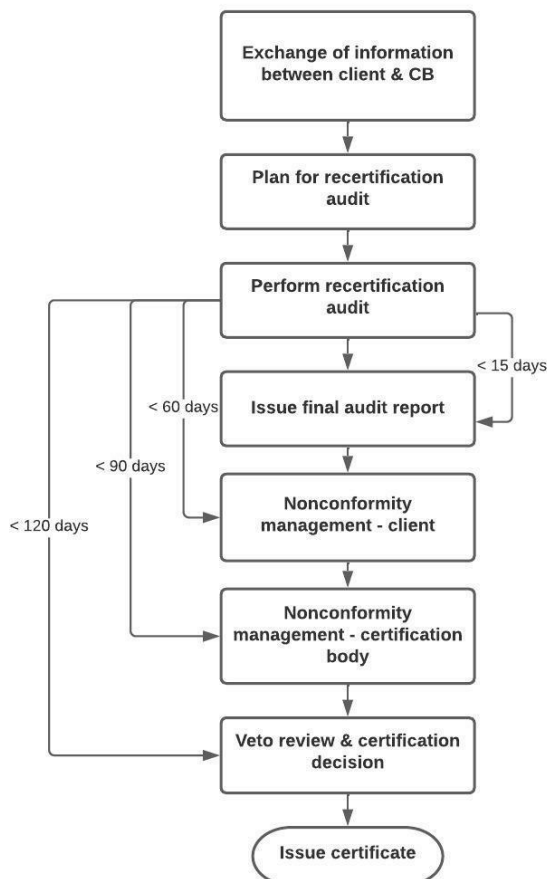 Exchange of information
between client & CB
Plan for recertification
audit
Perform recertification
audit
< 15 days
Issue final audit report
< 60 days
< 90 days
< 120 days
Nonconformity
management - client
Nonconformity
management - certification
body
Veto review & certification
decision
Issue certificate